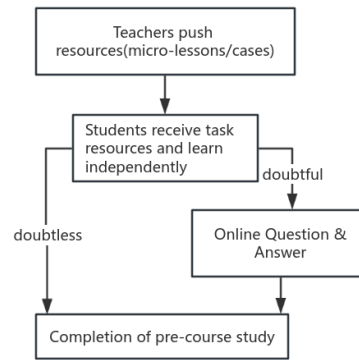 Teachers push
resources(micro-lessons/cases)
Students receive task
resources and learn
independently
doubtful
doubtless
Online Question &
Answer
Completion of pre-course study